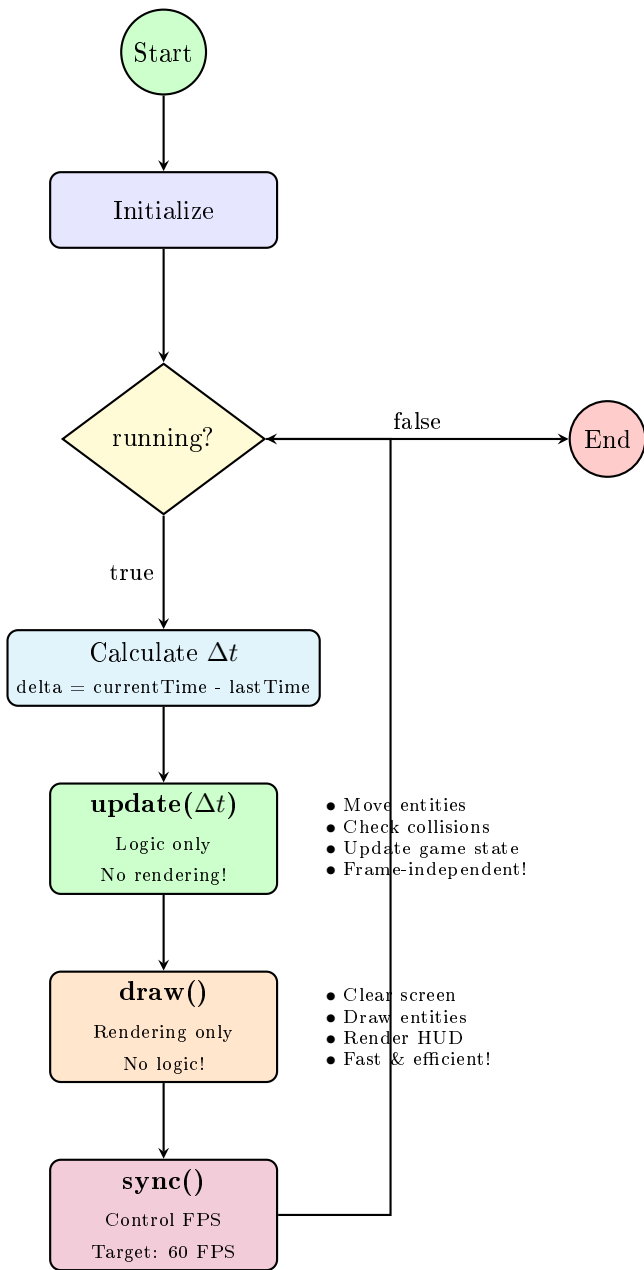 Start
Initialize
running?
false
End
true
Calculate Δt
delta = currentTime - lastTime
update(Δt)
Logic only
No rendering!
• Move entities
• Check collisions
• Update game state
• Frame-independent!
draw()
Rendering only
No logic!
• Clear screen
• Draw entities
• Render HUD
• Fast & efficient!
sync()
Control FPS
Target: 60 FPS